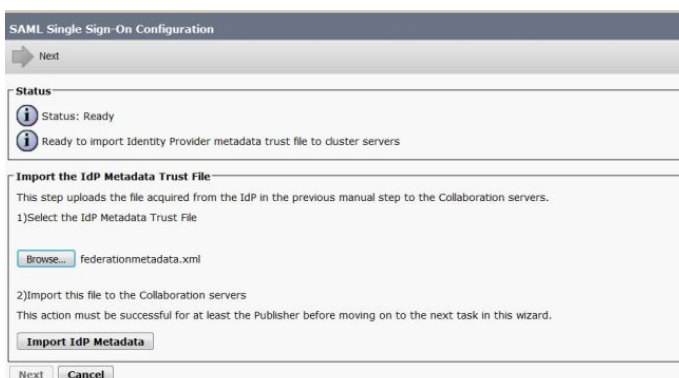 SAML Single Sign-On Configuration
Next
Status
Status: Ready
Ready to import Identity Provider metadata trust file to cluster servers
Import the IdP Metadata Trust File
This step uploads the file acquired from the IdP in the previous manual step to the Collaboration servers.
1)Select the IdP Metadata Trust File
Browse... federationmetadata.xml
2)Import this file to the Collaboration servers
This action must be successful for at least the Publisher before moving on to the next task in this wizard.
Import IdP Metadata
Next Cancel